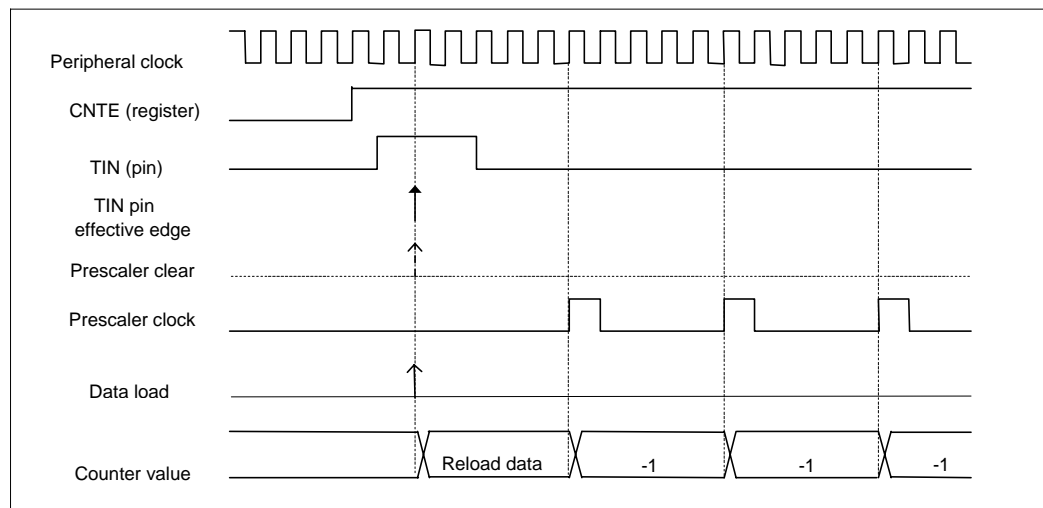 Peripheral clock
CNTE (register)
TIN (pin)
TIN pin
effective edge
Prescaler clear
Prescaler clock
Data load
Counter value
Reload data
-1
-1
-1